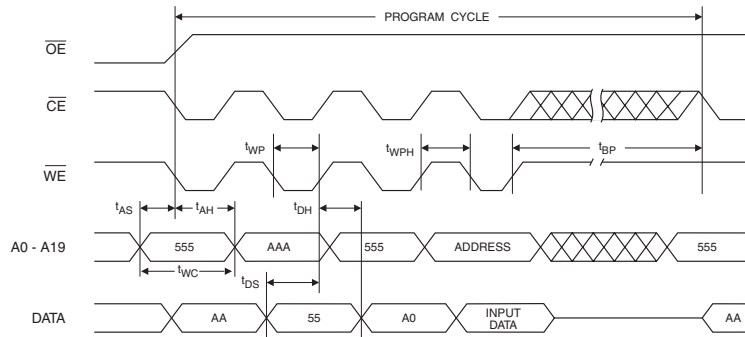 PROGRAM CYCLE
OE
CE
tWP
tWPH
tBP
WE
tAS
tAH
tDH
A0 - A19
555
AAA
555
ADDRESS
555
tWC
tDS
DATA
AA
55
A0
INPUT
DATA
AA